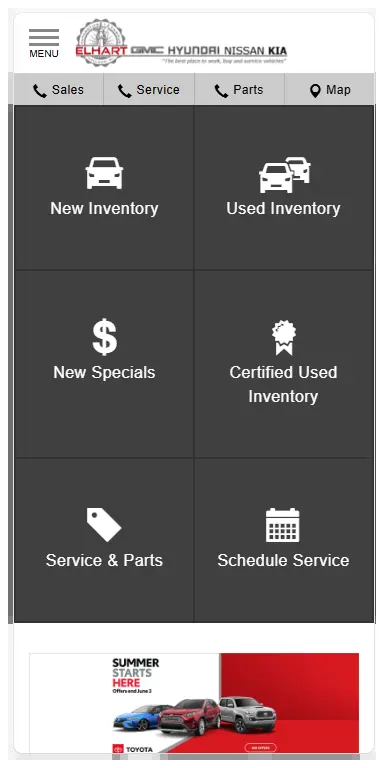 MENU
ELHART GMC HYUNDAI NISSAN KIA
"The best place to work, buy and service vehicles"
Sales
Service
Parts
Map
New Inventory
Used Inventory
New Specials
Certified Used
Inventory
Service & Parts
Schedule Service
SUMMER
STARTS
HERE
Offers end June 3
TOYOTA
SEE OFFERS